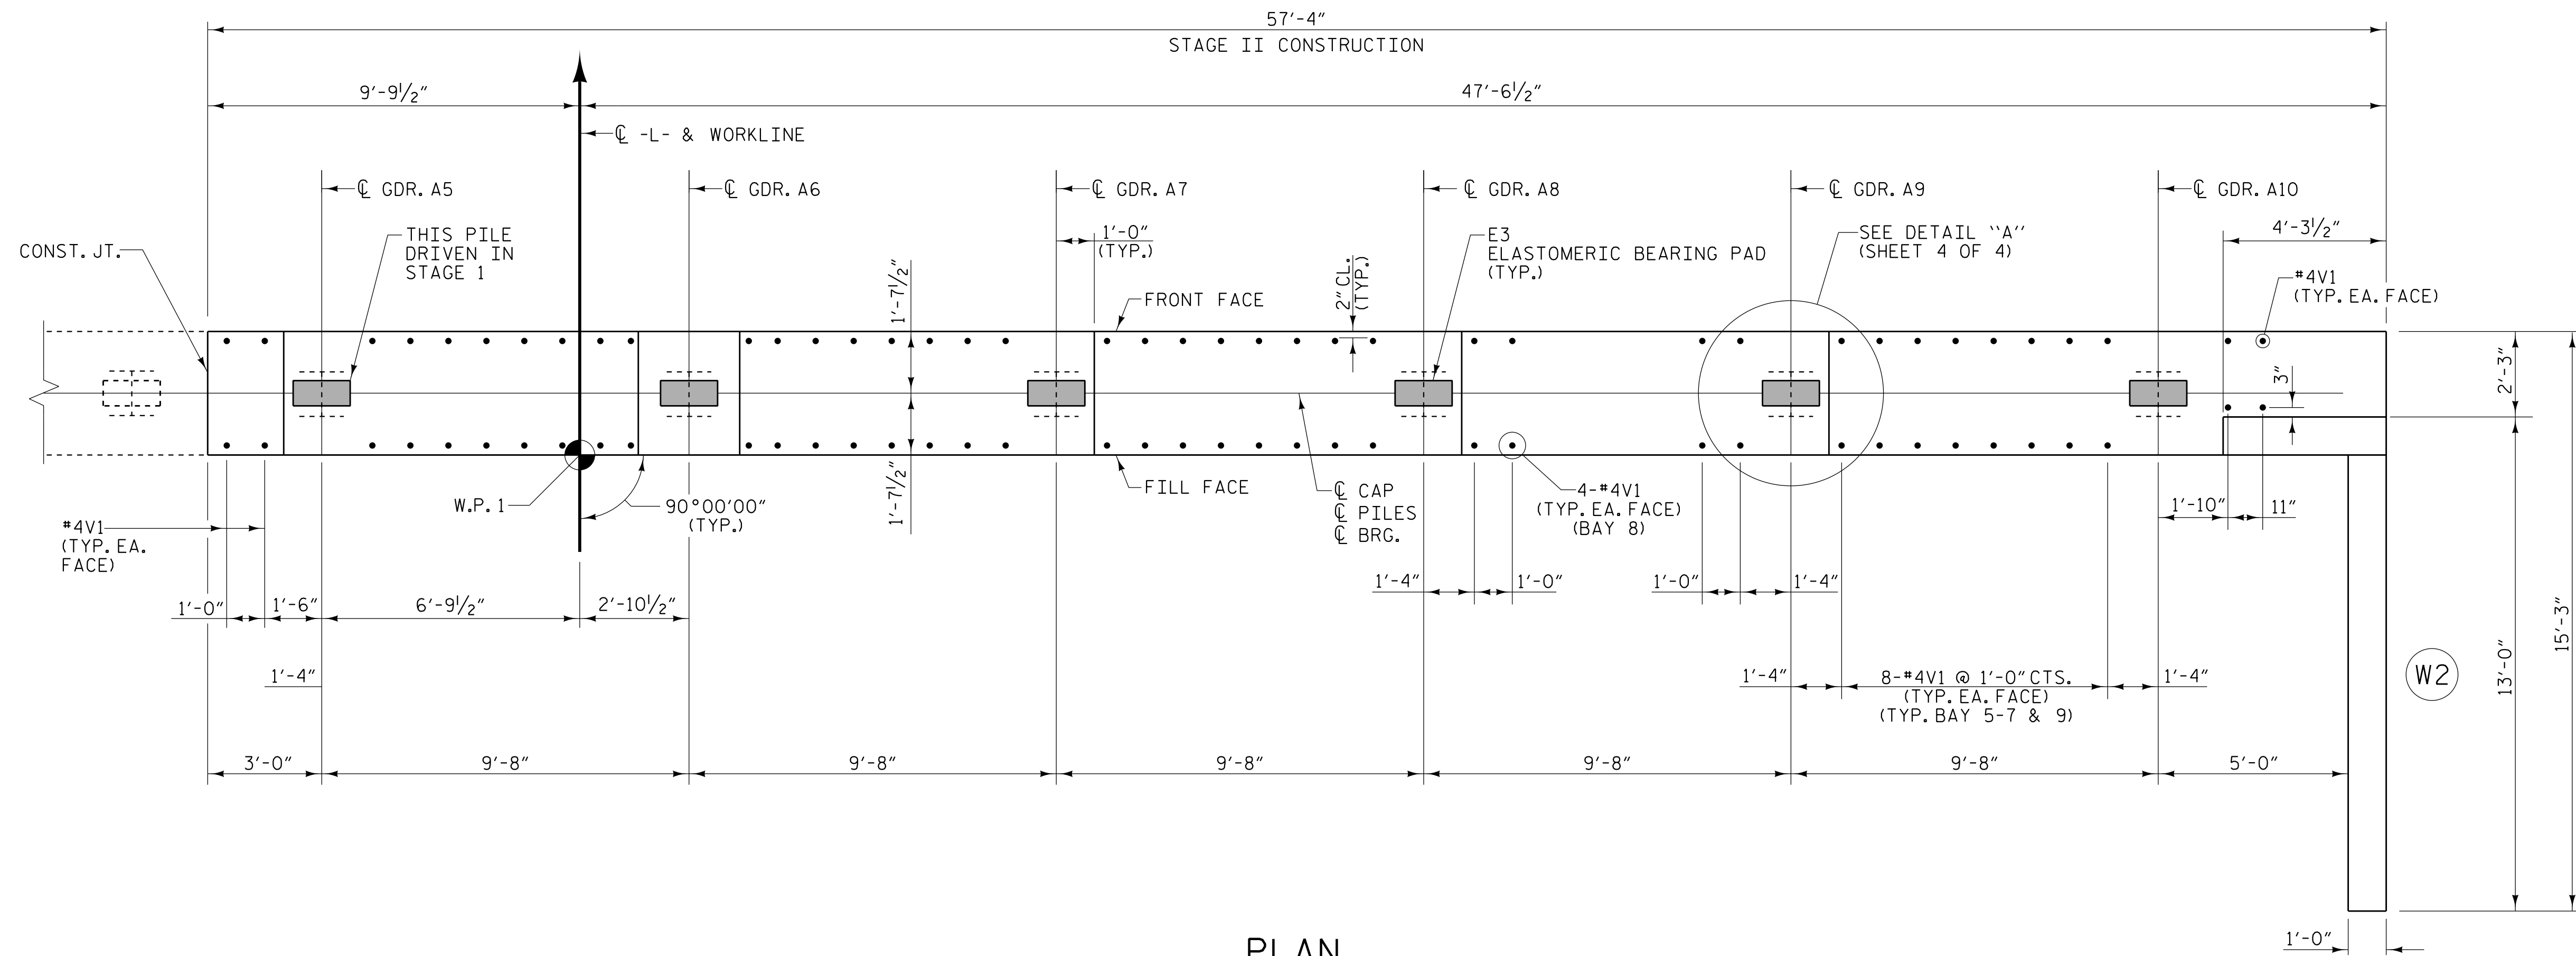 57'-4"
STAGE II CONSTRUCTION
9'-9½"
47'-6½"
℄ -L- & WORKLINE
℄ GDR. A5
℄ GDR. A6
℄ GDR. A7
℄ GDR. A8
℄ GDR. A9
℄ GDR. A10
CONST. JT.
THIS PILE
DRIVEN IN
STAGE 1
1'-0"
(TYP.)
E3
ELASTOMERIC BEARING PAD
(TYP.)
SEE DETAIL "A"
(SHEET 4 OF 4)
4'-3½"
#4V1
(TYP. EA. FACE)
1'-7½"
FRONT FACE
2" CL.
(TYP.)
3"
2'-3"
W.P. 1
90°00'00"
(TYP.)
1'-7½"
FILL FACE
℄ CAP
℄ PILES
℄ BRG.
4-#4V1
(TYP. EA. FACE)
(BAY 8)
1'-10"
11"
#4V1
(TYP. EA.
FACE)
1'-0"
1'-6"
6'-9½"
2'-10½"
1'-4"
1'-0"
1'-0"
1'-4"
1'-4"
1'-4"
8-#4V1 @ 1'-0" CTS.
(TYP. EA. FACE)
(TYP. BAY 5-7 & 9)
1'-4"
W2
13'-0"
15'-3"
3'-0"
9'-8"
9'-8"
9'-8"
9'-8"
9'-8"
5'-0"
1'-0"
PLAN